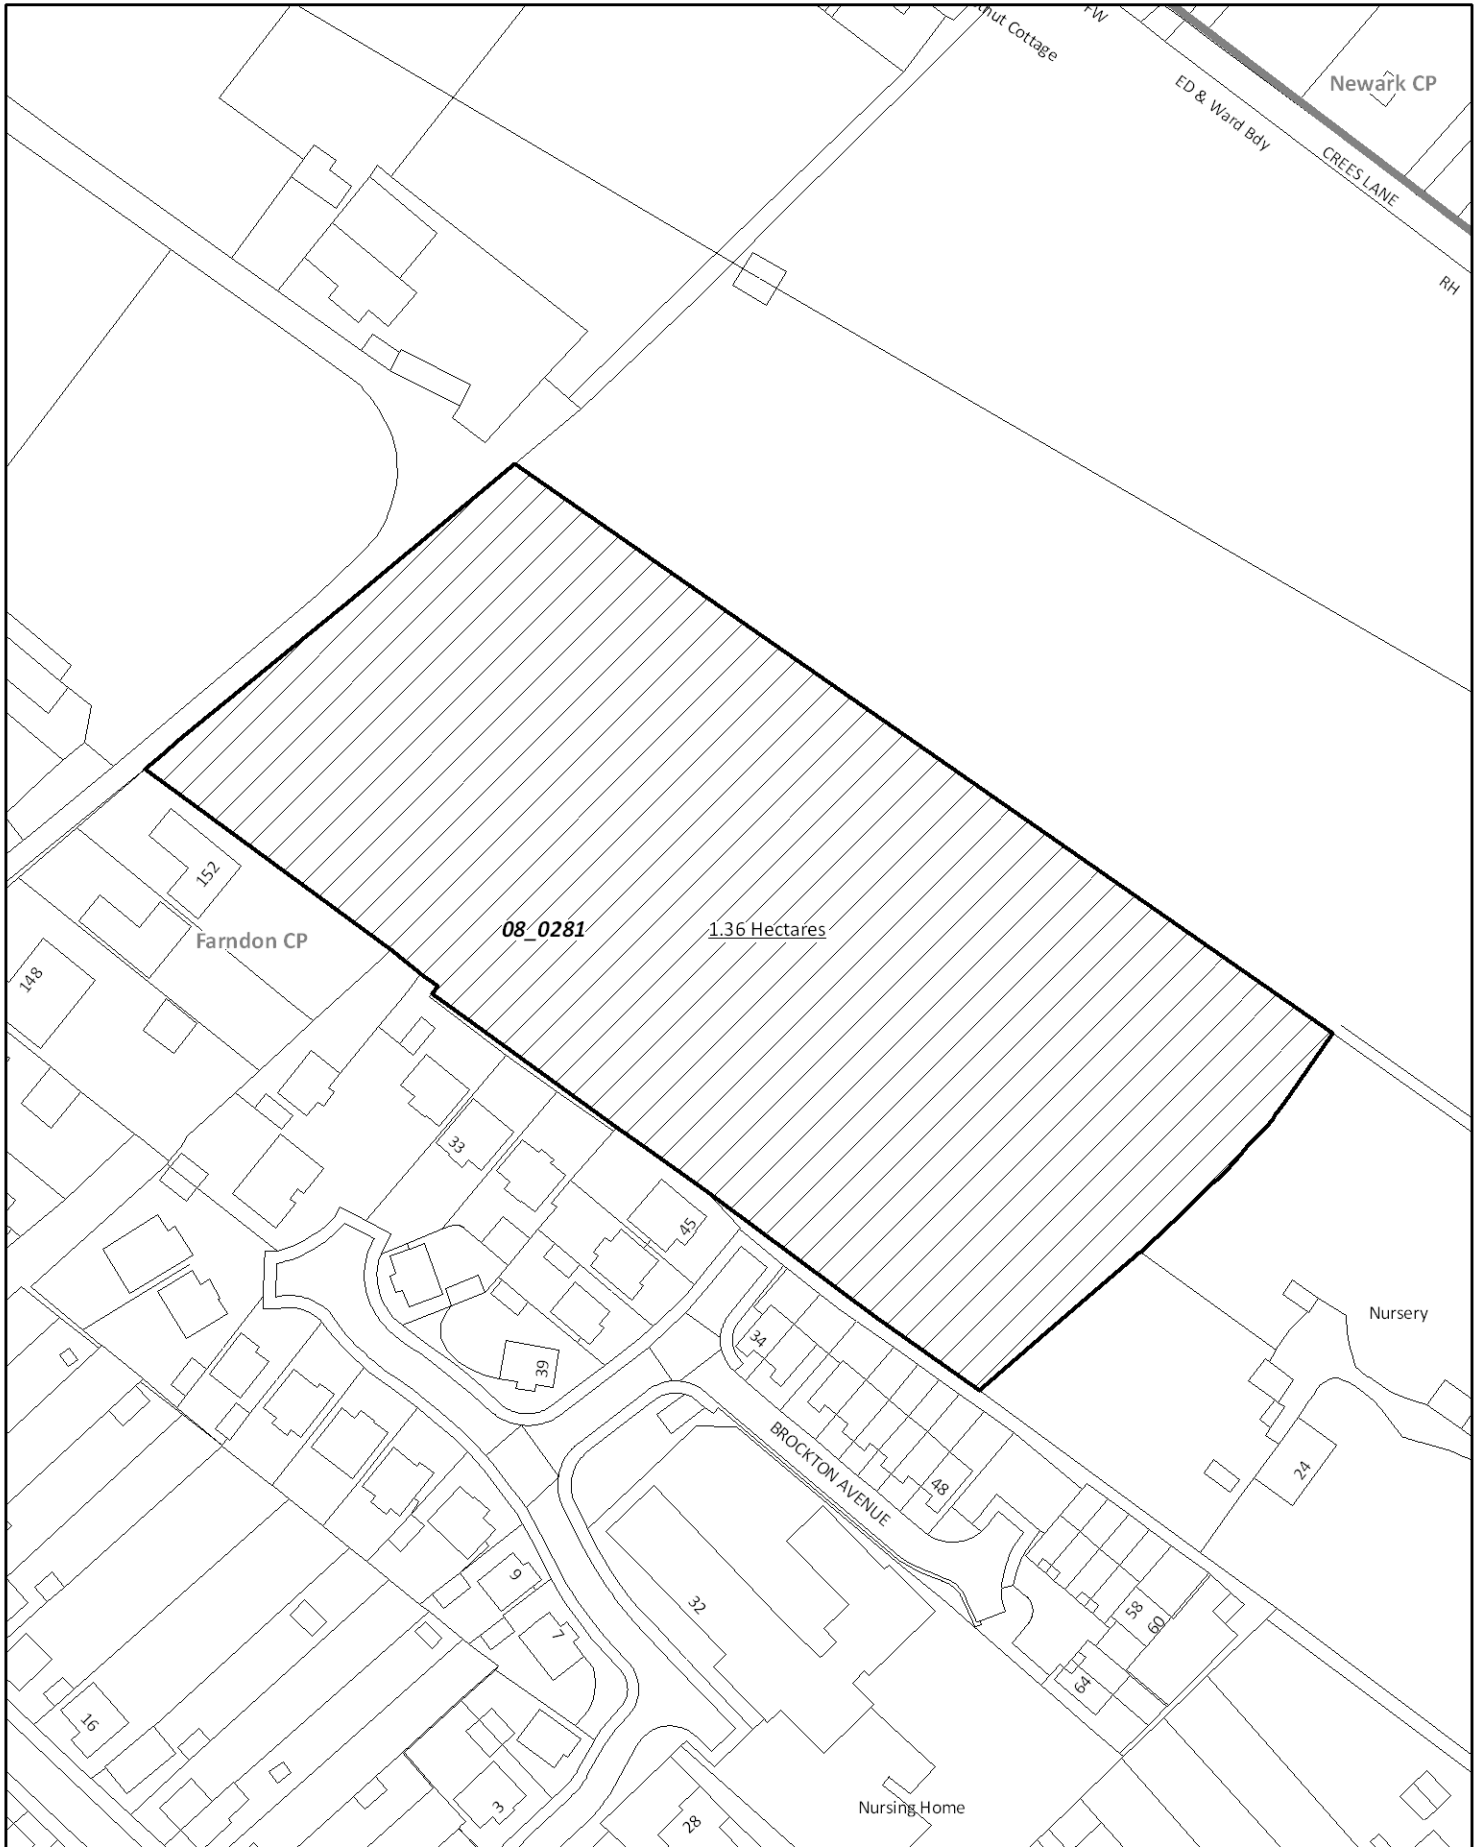 Cottage
FW
Newark CP
ED & Ward Bdy
CREES LANE
RH
152
Farndon CP
08_0281
1.36 Hectares
148
33
45
Nursery
34
39
24
BROCKTON AVENUE
48
9
32
58
7
60
64
16
3
Nursing Home
28